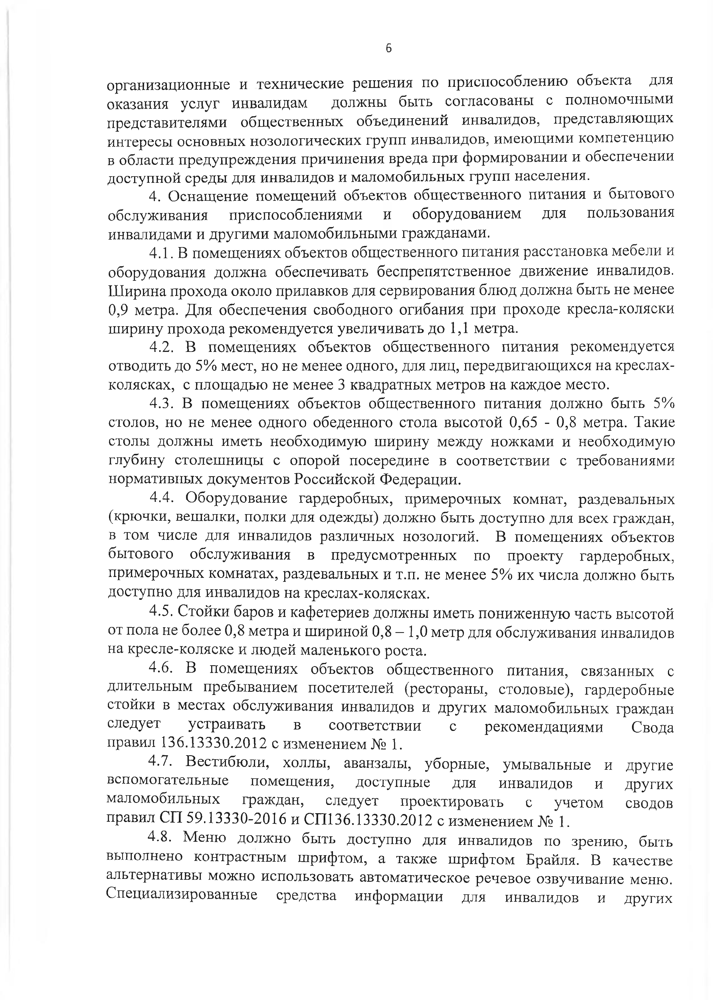 6
организационные и технические решения по приспособлению объекта для
оказания услуг инвалидам должны быть согласованы с полномочными
представителями общественных объединений инвалидов, представляющих
интересы основных нозологических групп инвалидов, имеющими компетенцию
в области предупреждения причинения вреда при формировании и обеспечении
доступной среды для инвалидов и маломобильных групп населения.
4. Оснащение помещений объектов общественного питания и бытового
обслуживания приспособлениями и оборудованием для пользования
инвалидами и другими маломобильными гражданами.
4.1. В помещениях объектов общественного питания расстановка мебели и
оборудования должна обеспечивать беспрепятственное движение инвалидов.
Ширина прохода около прилавков для сервирования блюд должна быть не менее
0,9 метра. Для обеспечения свободного огибания при проходе кресла-коляски
ширину прохода рекомендуется увеличивать до 1,1 метра.
4.2. В помещениях объектов общественного питания рекомендуется
отводить до 5% мест, но не менее одного, для лиц, передвигающихся на креслах-
колясках, с площадью не менее 3 квадратных метров на каждое место.
4.3. В помещениях объектов общественного питания должно быть 5%
столов, но не менее одного обеденного стола высотой 0,65 - 0,8 метра. Такие
столы должны иметь необходимую ширину между ножками и необходимую
глубину столешницы с опорой посередине в соответствии с требованиями
нормативных документов Российской Федерации.
4.4. Оборудование гардеробных, примерочных комнат, раздевальных
(крючки, вешалки, полки для одежды) должно быть доступно для всех граждан,
в том числе для инвалидов различных нозологий. В помещениях объектов
бытового обслуживания в предусмотренных по проекту гардеробных,
примерочных комнатах, раздевальных и т.п. не менее 5% их числа должно быть
доступно для инвалидов на креслах-колясках.
4.5. Стойки баров и кафетериев должны иметь пониженную часть высотой
от пола не более 0,8 метра и шириной 0,8 – 1,0 метр для обслуживания инвалидов
на кресле-коляске и людей маленького роста.
4.6. В помещениях объектов общественного питания, связанных с
длительным пребыванием посетителей (рестораны, столовые), гардеробные
стойки в местах обслуживания инвалидов и других маломобильных граждан
следует устраивать в соответствии с рекомендациями Свода
правил 136.13330.2012 с изменением № 1.
4.7. Вестибюли, холлы, аванзалы, уборные, умывальные и другие
вспомогательные помещения, доступные для инвалидов и других
маломобильных граждан, следует проектировать с учетом сводов
правил СП 59.13330-2016 и СП136.13330.2012 с изменением № 1.
4.8. Меню должно быть доступно для инвалидов по зрению, быть
выполнено контрастным шрифтом, а также шрифтом Брайля. В качестве
альтернативы можно использовать автоматическое речевое озвучивание меню.
Специализированные средства информации для инвалидов и других